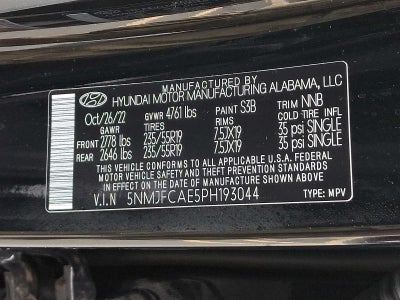 MANUFACTURED BY
HYUNDAI MOTOR MANUFACTURING ALABAMA, LLC
Oct/26/22 GVWR 4761 lbs PAINT S3B TRIM NNB
GAWR TIRES RIMS COLD TIRE INFL
FRONT 2778 lbs 235/55R19 7.5JX19 35 psi SINGLE
REAR 2646 lbs 235/55R19 7.5JX19 35 psi SINGLE
THIS VEHICLE CONFORMS TO ALL APPLICABLE U.S.A. FEDERAL
MOTOR VEHICLE SAFETY AND THEFT PREVENTION STANDARDS
IN EFFECT ON THE DATE OF MANUFACTURE SHOWN ABOVE
V.I.N 5NMJFCAE5PH193044 TYPE: MPV